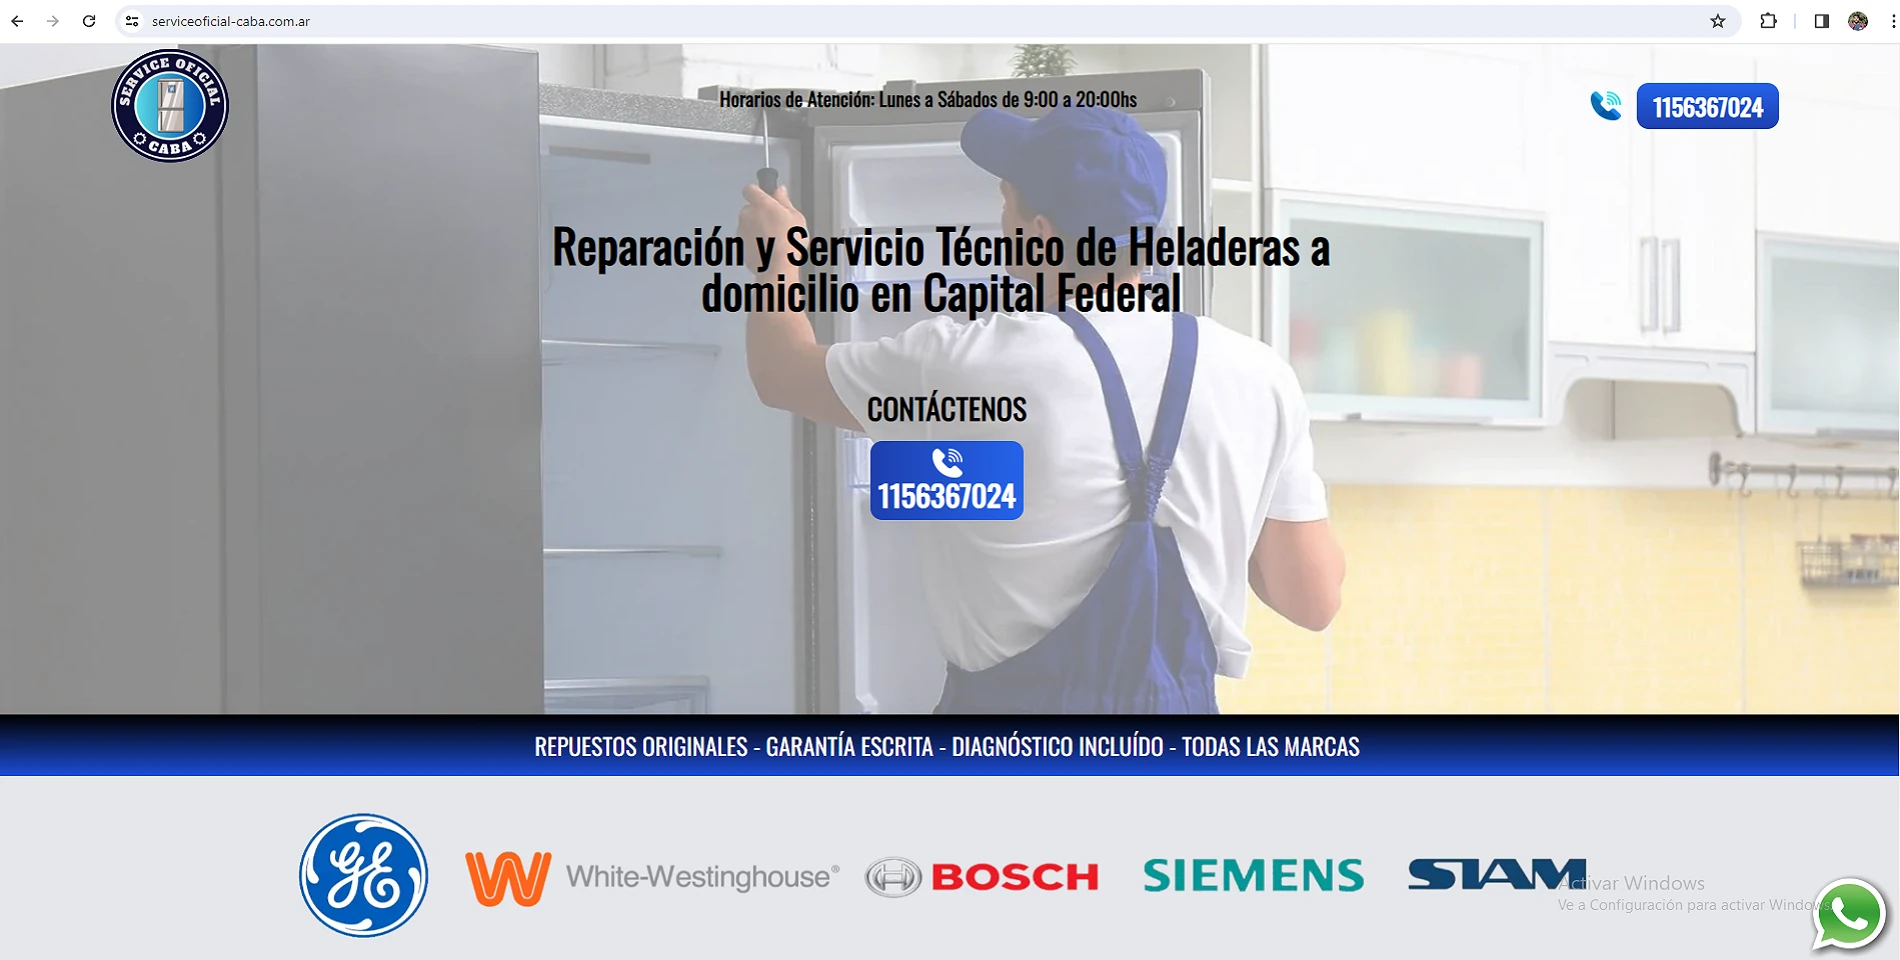 serviceoficial-caba.com.ar
SERVICE OFICIAL
CABA
Horarios de Atención: Lunes a Sábados de 9:00 a 20:00hs
1156367024
Reparación y Servicio Técnico de Heladeras a
domicilio en Capital Federal
CONTÁCTENOS
1156367024
REPUESTOS ORIGINALES - GARANTÍA ESCRITA - DIAGNÓSTICO INCLUÍDO - TODAS LAS MARCAS
GE
W White-Westinghouse®
BOSCH
SIEMENS
SIAM
Activar Windows
Ve a Configuración para activar Windows.